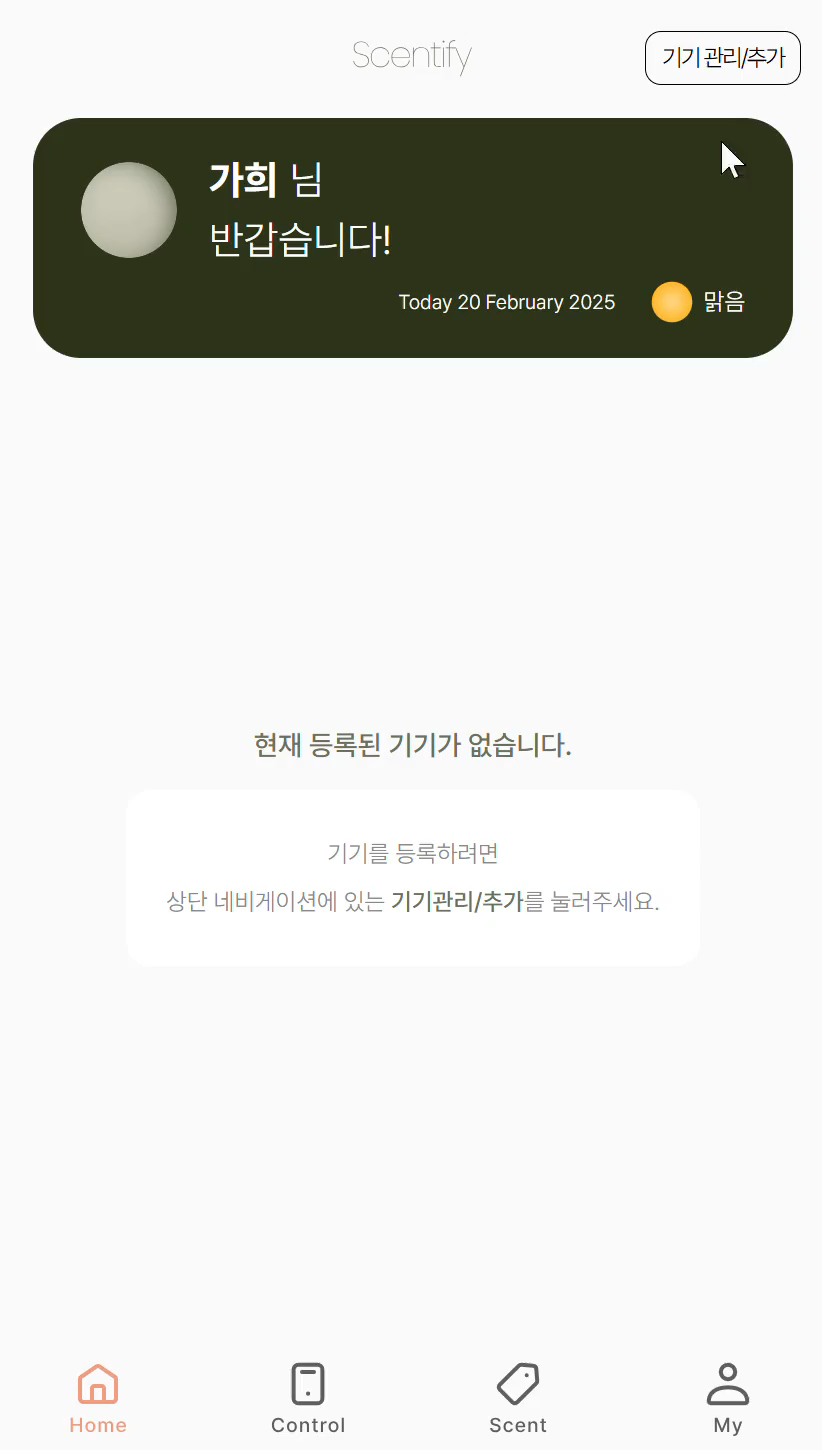 Scentify
기기 관리/추가
가희 님
반갑습니다!
Today 20 February 2025
맑음
현재 등록된 기기가 없습니다.
기기를 등록하려면
상단 네비게이션에 있는 기기관리/추가를 눌러주세요.
Home
Control
Scent
My